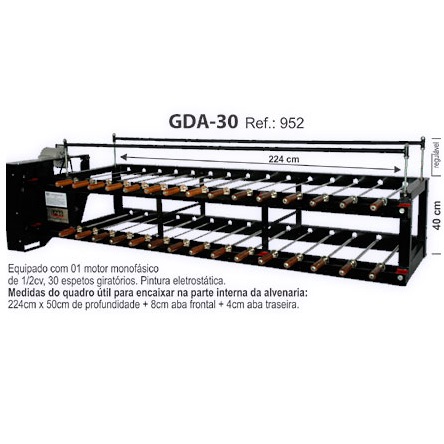 GDA-30 Ref.: 952
regulável
224 cm
40 cm
Equipado com 01 motor monofásico
de 1/2cv, 30 espetos giratórios. Pintura eletrostática.
Medidas do quadro útil para encaixar na parte interna da alvenaria:
224cm x 50cm de profundidade + 8cm aba frontal + 4cm aba traseira.